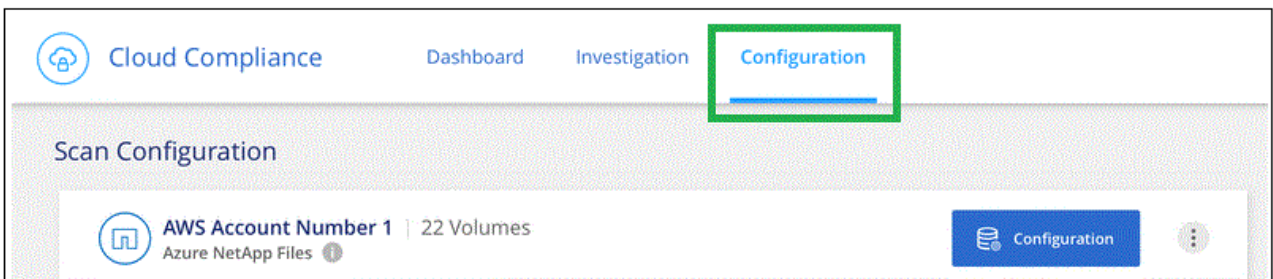 Cloud Compliance Dashboard Investigation Configuration
Scan Configuration
AWS Account Number 1 | 22 Volumes
Azure NetApp Files
Configuration